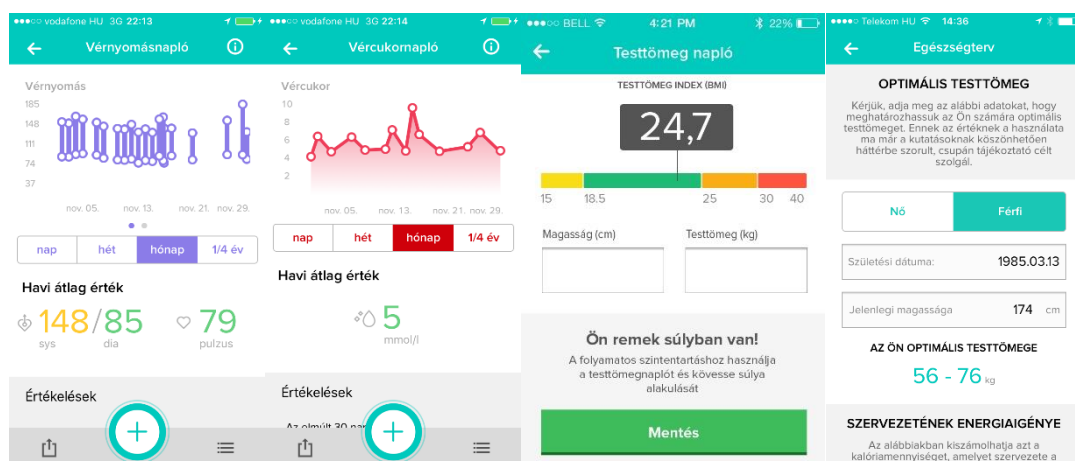 vodafone HU 3G 22:13
Vérnyomásnapló
Vérnyomás
185
148
111
74
37
nov. 05. nov. 13. nov. 21. nov. 29.
nap hét hónap 1/4 év
Havi átlag érték
148/85 79
sys dia pulzus
Értékelések
vodafone HU 3G 22:14
Vércukornapló
Vércukor
10
8
6
4
2
nov. 05. nov. 13. nov. 21. nov. 29.
nap hét hónap 1/4 év
Havi átlag érték
5
mmol/l
Értékelések
Az elmúlt 30 nap
BELL 4:21 PM 22%
Testtömeg napló
TESTTÖMEG INDEX (BMI)
24,7
15 18.5 25 30 40
Magasság (cm) Testtömeg (kg)
Ön remek súlyban van!
A folyamatos szintentartáshoz használja
a testtömegnaplót és kövesse súlya
alakulását
Mentés
Telekom HU 14:36
Egészségterv
OPTIMÁLIS TESTTÖMEG
Kérjük, adja meg az alábbi adatokat, hogy
meghatározhassuk az Ön számára optimális
testtömeget. Ennek az értéknek a használata
ma már a kutatásoknak köszönhetően
háttérbe szorult, csupán tájékoztató célt
szolgál.
Nő Férfi
Születési dátuma: 1985.03.13
Jelenlegi magassága 174 cm
AZ ÖN OPTIMÁLIS TESTTÖMEGE
56 - 76 kg
SZERVEZETÉNEK ENERGIAIGÉNYE
Az alábbiakban kiszámolhatja azt a
kalóriamennyiséget, amelyet szervezete a